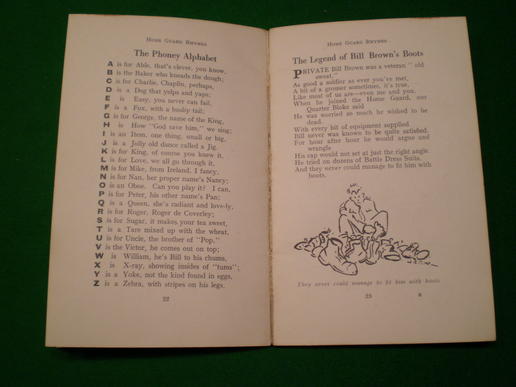 Home Guard Rhymes
The Phoney Alphabet
A is for Able, that's clever, you know.
B is the Baker who kneads the dough;
C is for Charlie, Chaplin, perhaps,
D is a Dog that yelps and yaps;
E is Easy, you never can fail.
F is a Fox, with a bushy tail;
G is for George, the name of the King,
H is How "God save him," we sing;
I is an Item, one thing, small or big.
J is a Jolly old dance called a Jig.
K is for King, of course you knew it.
L is for Love, we all go through it.
M is for Mike, from Ireland, I fancy.
N is for Nan, her proper name's Nancy;
O is an Oboe. Can you play it? I can,
P is for Peter, his other name's Pan;
Q is a Queen, she's radiant and love-ly,
R is for Roger, Roger de Coverley;
S is for Sugar, it makes your tea sweet,
T is a Tare mixed up with the wheat,
U is for Uncle, the brother of "Pop,"
V is the Victor, he comes out on top;
W is William, he's Bill to his chums,
X is X-ray, showing insides of "tums";
Y is a Yoke, not the kind found in eggs,
Z is a Zebra, with stripes on his legs.
22
Home Guard Rhymes
The Legend of Bill Brown's Boots
PRIVATE Bill Brown was a veteran "old
sweat."
As good a soldier as ever you've met,
A bit of a grouser sometimes, it's true,
Like most of us are—even me and you.
When he joined the Home Guard, our
Quarter Bloke said
He was worried so much he wished to be
dead.
With every bit of equipment supplied
Bill never was known to be quite satisfied.
For hour after hour he would argue and
wrangle
His cap would not set at just the right angle.
He tried on dozens of Battle Dress Suits,
And they never could manage to fit him with
boots.
They never could manage to fit him with boots
23